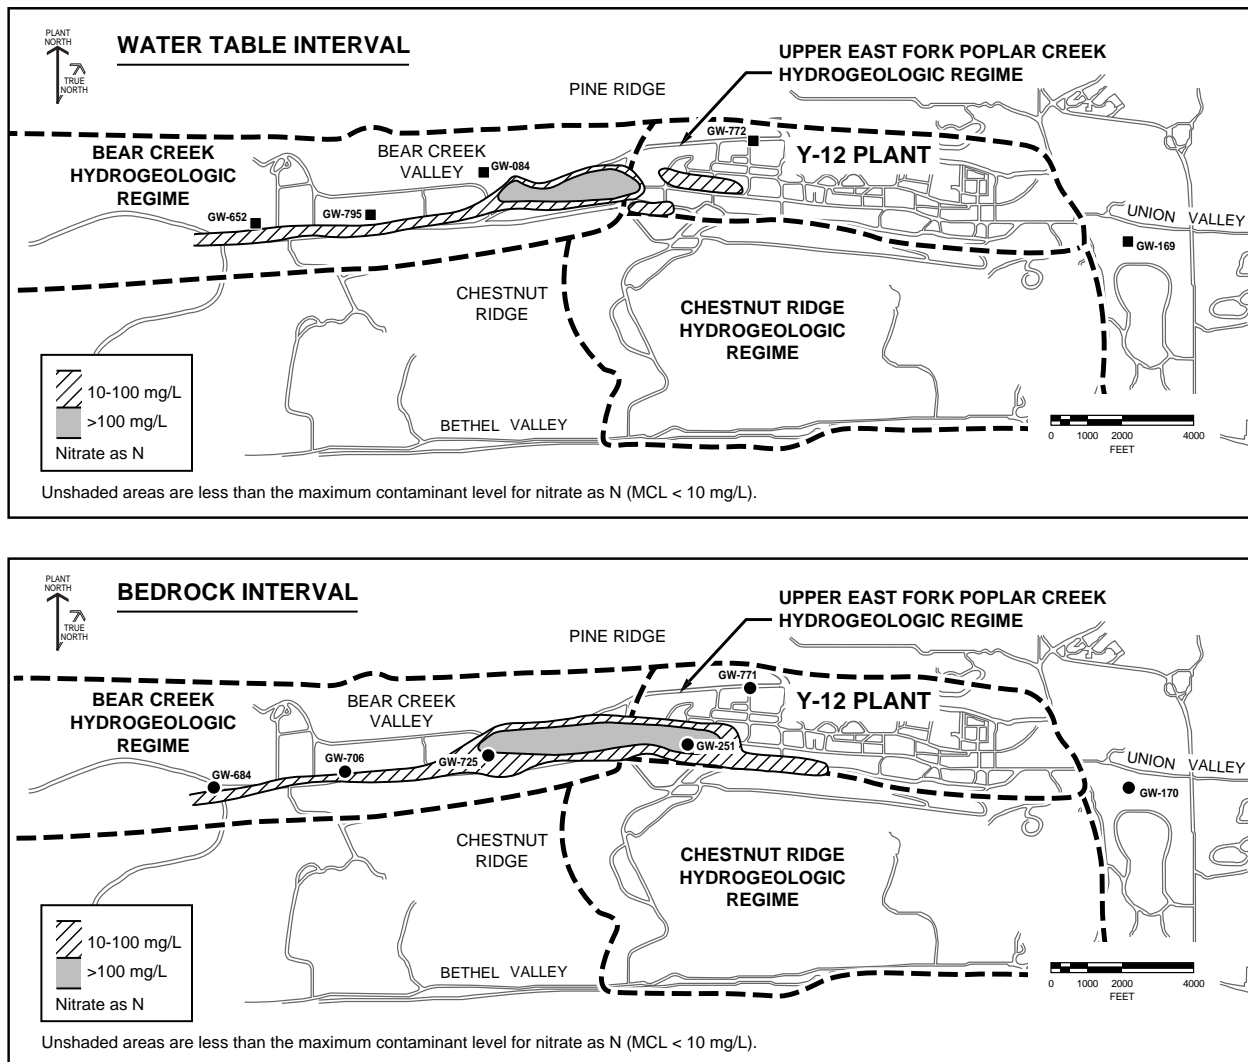 PLANT
NORTH
TRUE
NORTH
WATER TABLE INTERVAL
UPPER EAST FORK POPLAR CREEK
HYDROGEOLOGIC REGIME
PINE RIDGE
BEAR CREEK
HYDROGEOLOGIC
REGIME
BEAR CREEK
VALLEY
GW-084
GW-772
Y-12 PLANT
GW-652
GW-795
UNION VALLEY
GW-169
CHESTNUT
RIDGE
CHESTNUT RIDGE
HYDROGEOLOGIC
REGIME
10-100 mg/L
>100 mg/L
Nitrate as N
BETHEL VALLEY
0 1000 2000 4000
FEET
Unshaded areas are less than the maximum contaminant level for nitrate as N (MCL < 10 mg/L).
PLANT
NORTH
TRUE
NORTH
BEDROCK INTERVAL
UPPER EAST FORK POPLAR CREEK
HYDROGEOLOGIC REGIME
PINE RIDGE
BEAR CREEK
HYDROGEOLOGIC
REGIME
BEAR CREEK
VALLEY
GW-771
Y-12 PLANT
GW-684
GW-706
GW-725
GW-251
UNION VALLEY
GW-170
CHESTNUT
RIDGE
CHESTNUT RIDGE
HYDROGEOLOGIC
REGIME
10-100 mg/L
>100 mg/L
Nitrate as N
BETHEL VALLEY
0 1000 2000 4000
FEET
Unshaded areas are less than the maximum contaminant level for nitrate as N (MCL < 10 mg/L).